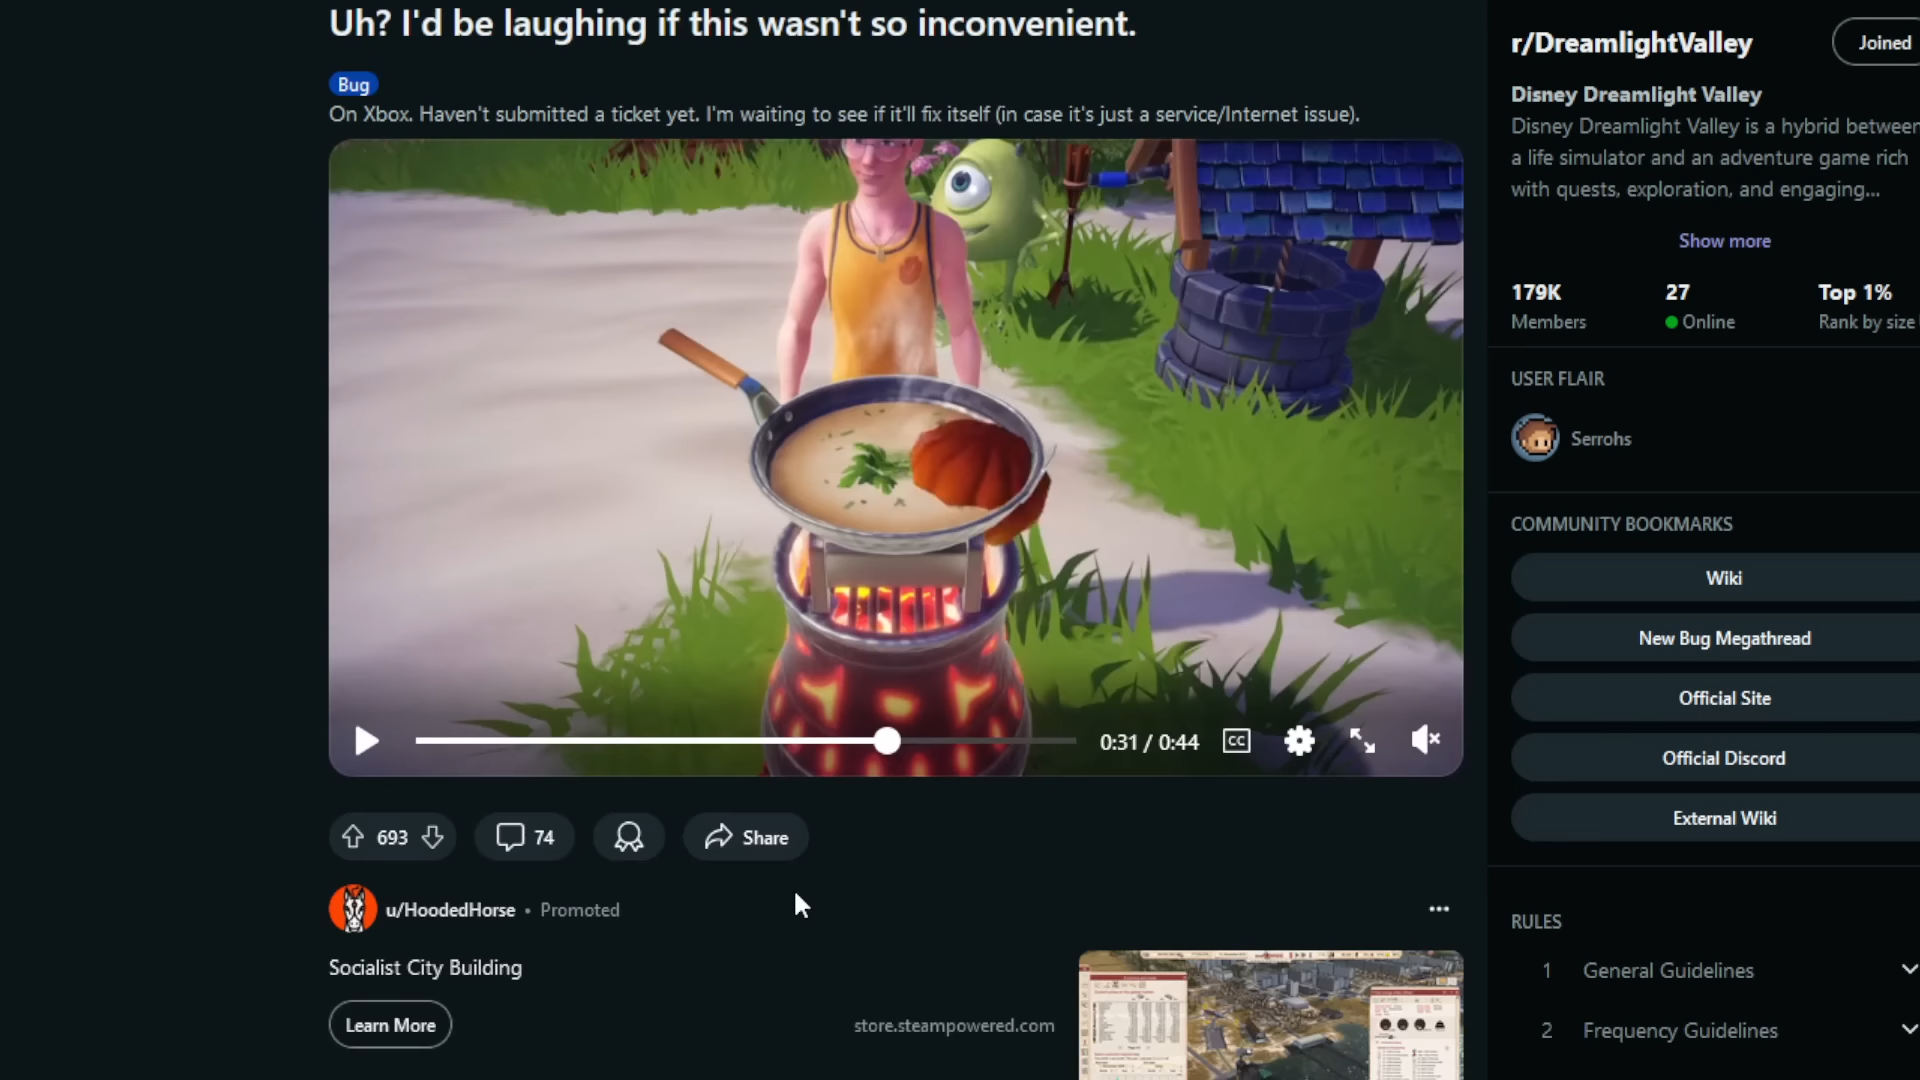 Uh? I'd be laughing if this wasn't so inconvenient.
Bug
On Xbox. Haven't submitted a ticket yet. I'm waiting to see if it'll fix itself (in case it's just a service/Internet issue).
0:31 / 0:44
CC
693
74
Share
u/HoodedHorse • Promoted
Socialist City Building
Learn More
store.steampowered.com
r/DreamlightValley
Joined
Disney Dreamlight Valley
Disney Dreamlight Valley is a hybrid between
a life simulator and an adventure game rich
with quests, exploration, and engaging...
Show more
179K
Members
27
Online
Top 1%
Rank by size
USER FLAIR
Serrohs
COMMUNITY BOOKMARKS
Wiki
New Bug Megathread
Official Site
Official Discord
External Wiki
RULES
1 General Guidelines
2 Frequency Guidelines